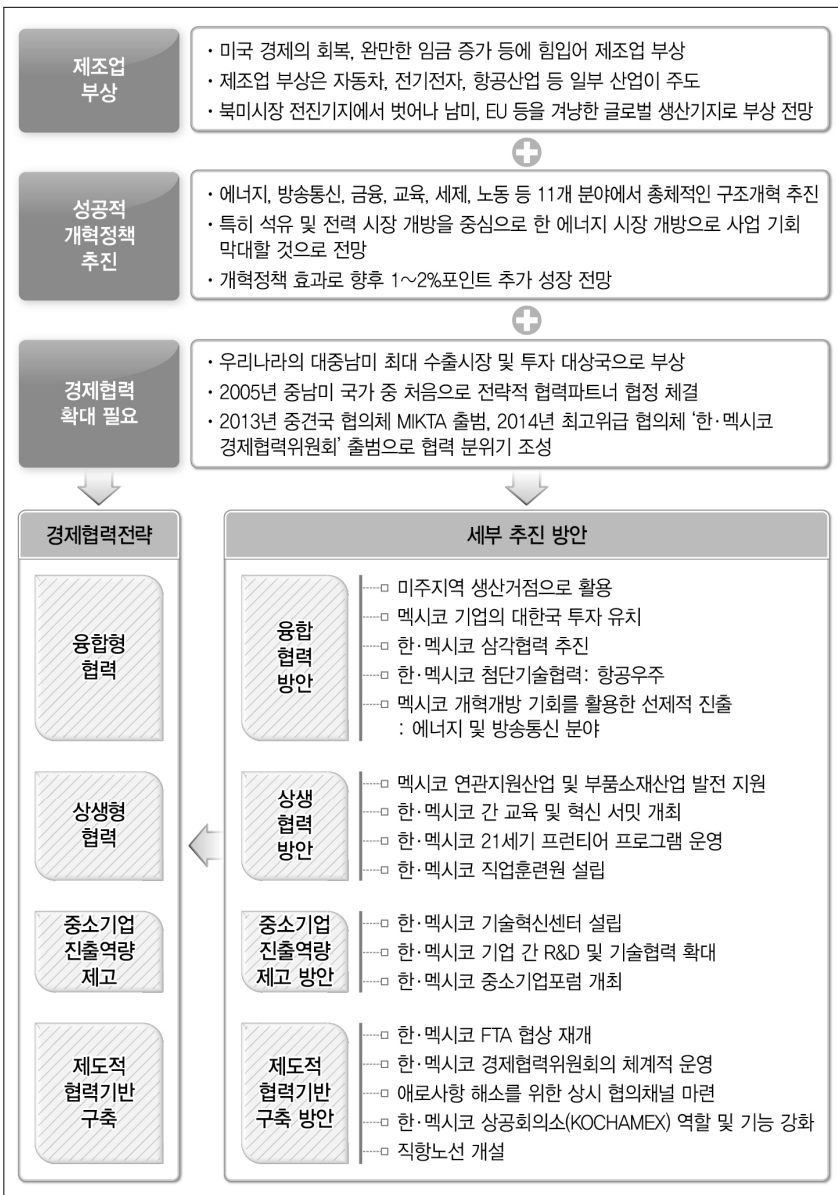 제조업
부상
· 미국 경제의 회복, 완만한 임금 증가 등에 힘입어 제조업 부상
· 제조업 부상은 자동차, 전기전자, 항공산업 등 일부 산업이 주도
· 북미시장 전진기지에서 벗어나 남미, EU 등을 겨냥한 글로벌 생산기지로 부상 전망
성공적
개혁정책
추진
· 에너지, 방송통신, 금융, 교육, 세제, 노동 등 11개 분야에서 총체적인 구조개혁 추진
· 특히 석유 및 전력 시장 개방을 중심으로 한 에너지 시장 개방으로 사업 기회
막대할 것으로 전망
· 개혁정책 효과로 향후 1～2%포인트 추가 성장 전망
경제협력
확대 필요
· 우리나라의 대중남미 최대 수출시장 및 투자 대상국으로 부상
· 2005년 중남미 국가 중 처음으로 전략적 협력파트너 협정 체결
· 2013년 중견국 협의체 MIKTA 출범, 2014년 최고위급 협의체 ‘한·멕시코
경제협력위원회’ 출범으로 협력 분위기 조성
경제협력전략
세부 추진 방안
융합형
협력
융합
협력
방안
미주지역 생산거점으로 활용
멕시코 기업의 대한국 투자 유치
한·멕시코 삼각협력 추진
한·멕시코 첨단기술협력: 항공우주
멕시코 개혁개방 기회를 활용한 선제적 진출
: 에너지 및 방송통신 분야
상생형
협력
상생
협력
방안
멕시코 연관지원산업 및 부품소재산업 발전 지원
한·멕시코 간 교육 및 혁신 서밋 개최
한·멕시코 21세기 프런티어 프로그램 운영
한·멕시코 직업훈련원 설립
중소기업
진출역량
제고
중소기업
진출역량
제고 방안
한·멕시코 기술혁신센터 설립
한·멕시코 기업 간 R&D 및 기술협력 확대
한·멕시코 중소기업포럼 개최
제도적
협력기반
구축
제도적
협력기반
구축 방안
한·멕시코 FTA 협상 재개
한·멕시코 경제협력위원회의 체계적 운영
애로사항 해소를 위한 상시 협의채널 마련
한·멕시코 상공회의소(KOCHAMEX) 역할 및 기능 강화
직항노선 개설